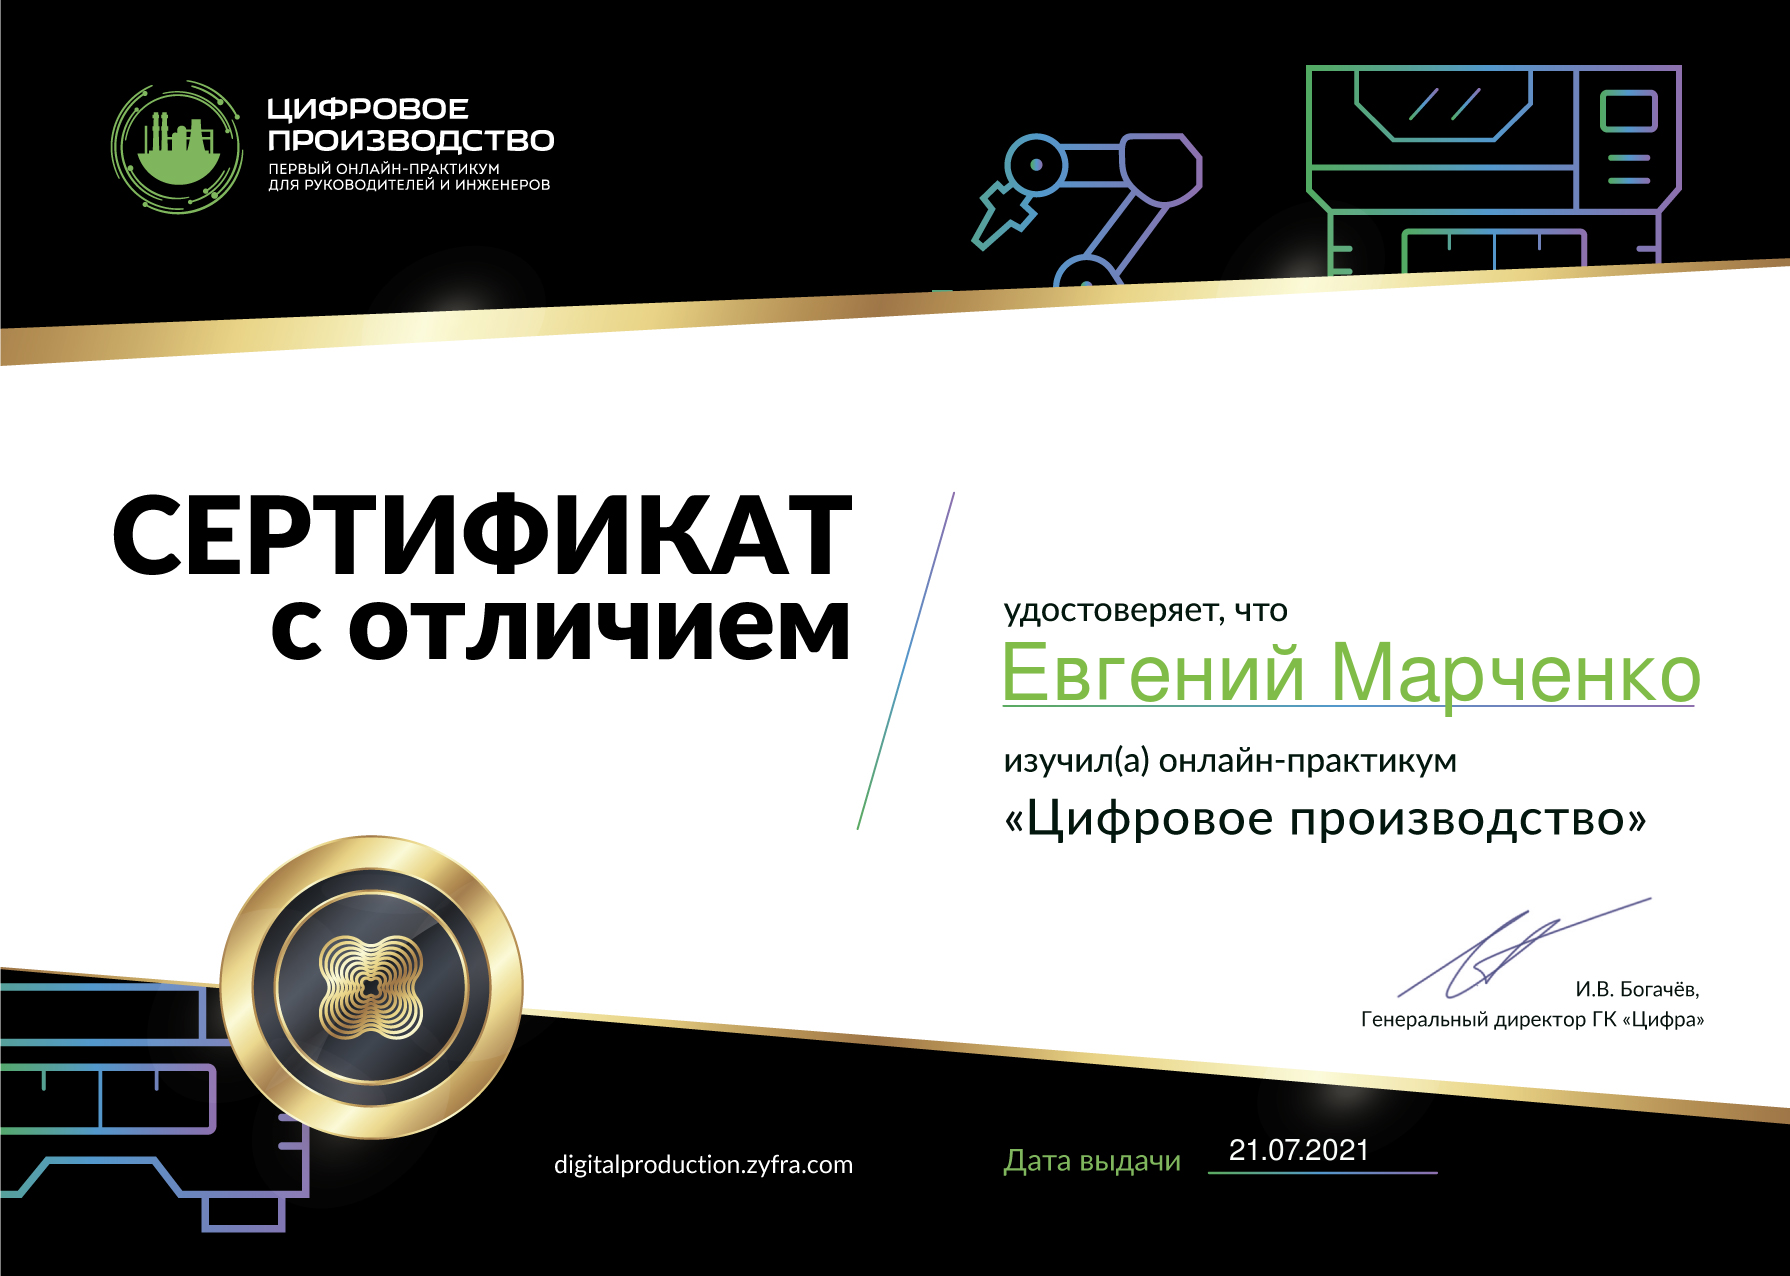 ЦИФРОВОЕ
ПРОИЗВОДСТВО
ПЕРВЫЙ ОНЛАЙН-ПРАКТИКУМ
ДЛЯ РУКОВОДИТЕЛЕЙ И ИНЖЕНЕРОВ
СЕРТИФИКАТ
с отличием
удостоверяет, что
Евгений Марченко
изучил(а) онлайн-практикум
«Цифровое производство»
И.В. Богачёв,
Генеральный директор ГК «Цифра»
digitalproduction.zyfra.com
Дата выдачи 21.07.2021